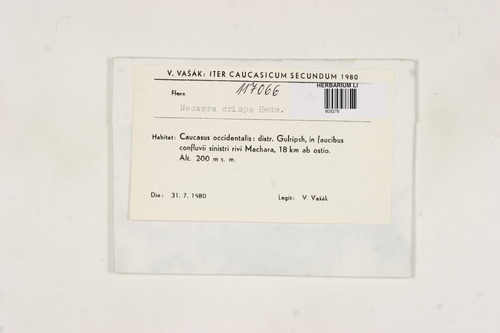 V. VAŠÁK: ITER CAUCASICUM SECUNDUM 1980
Flora
117066
HERBARIUM LI
809276
Neckera crispa Hedw.
Habitat: Caucasus occidentalis: distr. Gulripsh, in faucibus
confluvii sinistri rivi Machara, 18 km ab ostio.
Alt. 200 m s. m.
Die: 31. 7. 1980
Legit: V. Vašák